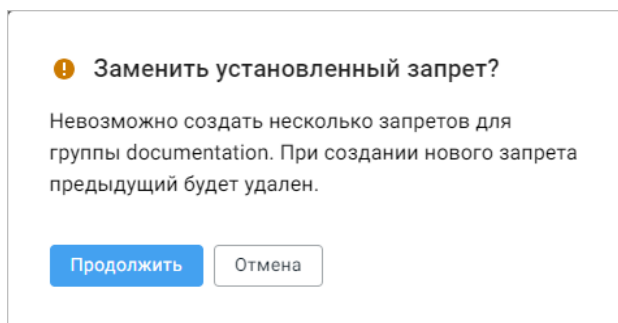 Заменить установленный запрет?
Невозможно создать несколько запретов для
группы documentation. При создании нового запрета
предыдущий будет удален.
Продолжить
Отмена